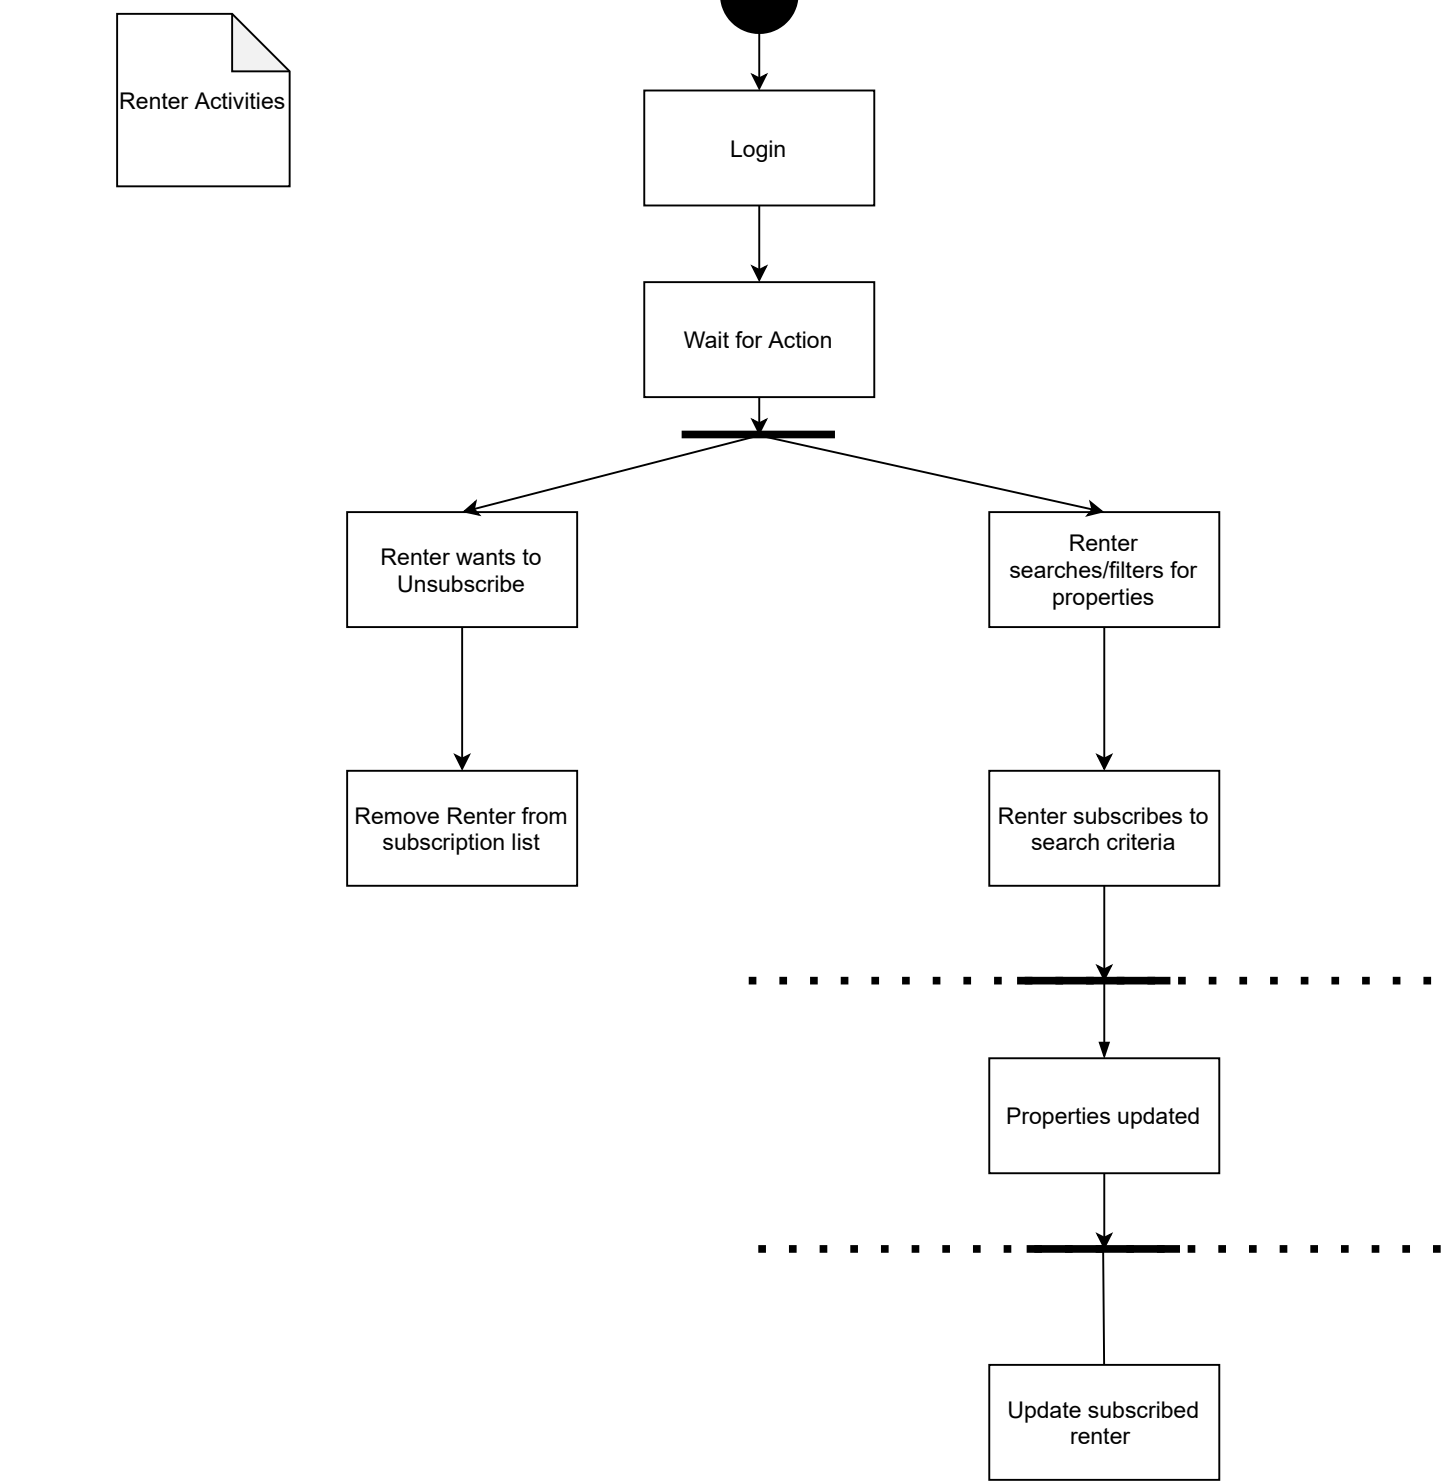 Renter Activities
Login
Wait for Action
Renter wants to
Unsubscribe
Renter
searches/filters for
properties
Remove Renter from
subscription list
Renter subscribes to
search criteria
Properties updated
Update subscribed
renter